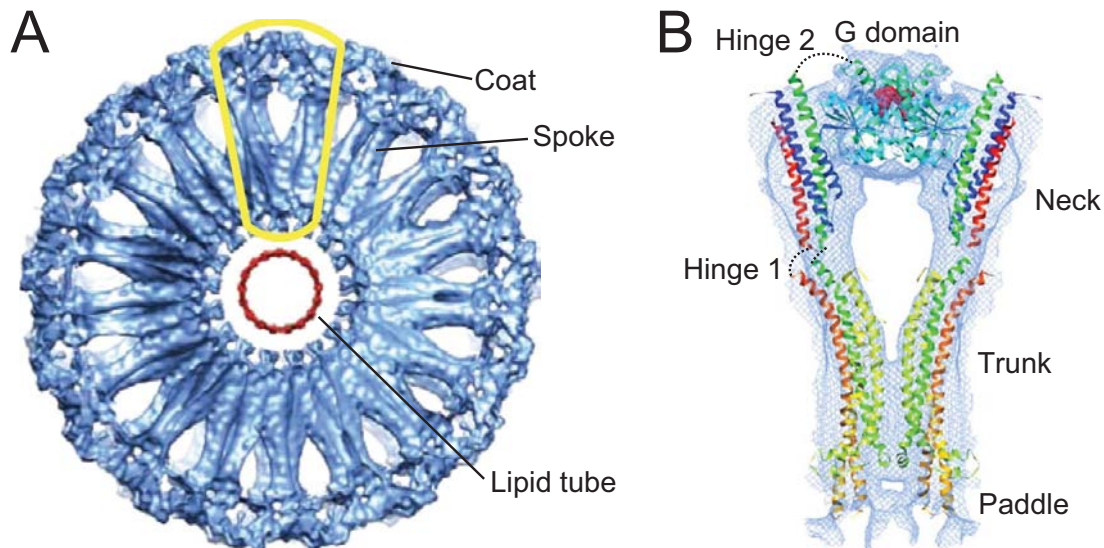 A
Coat
Spoke
Lipid tube
B
Hinge 2
G domain
Neck
Hinge 1
Trunk
Paddle